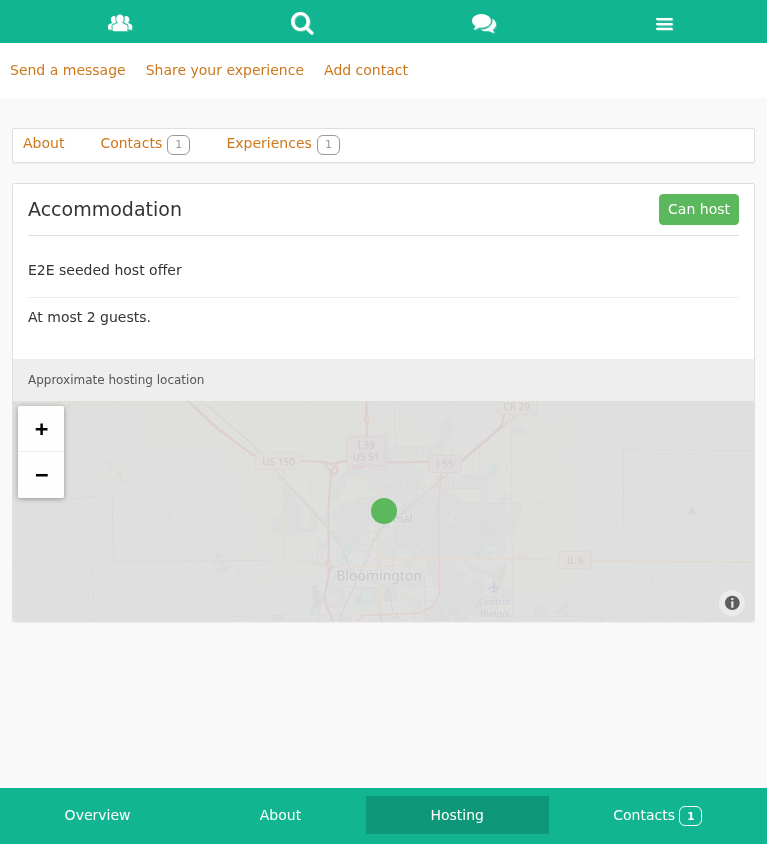 Send a message Share your experience Add contact
About Contacts 1 Experiences 1
Accommodation Can host
E2E seeded host offer
At most 2 guests.
Approximate hosting location
+
−
CR 29
I 39
US 51
US 150
I 55
IL 9
Bloomington
Central
Illinois
Overview About Hosting Contacts 1